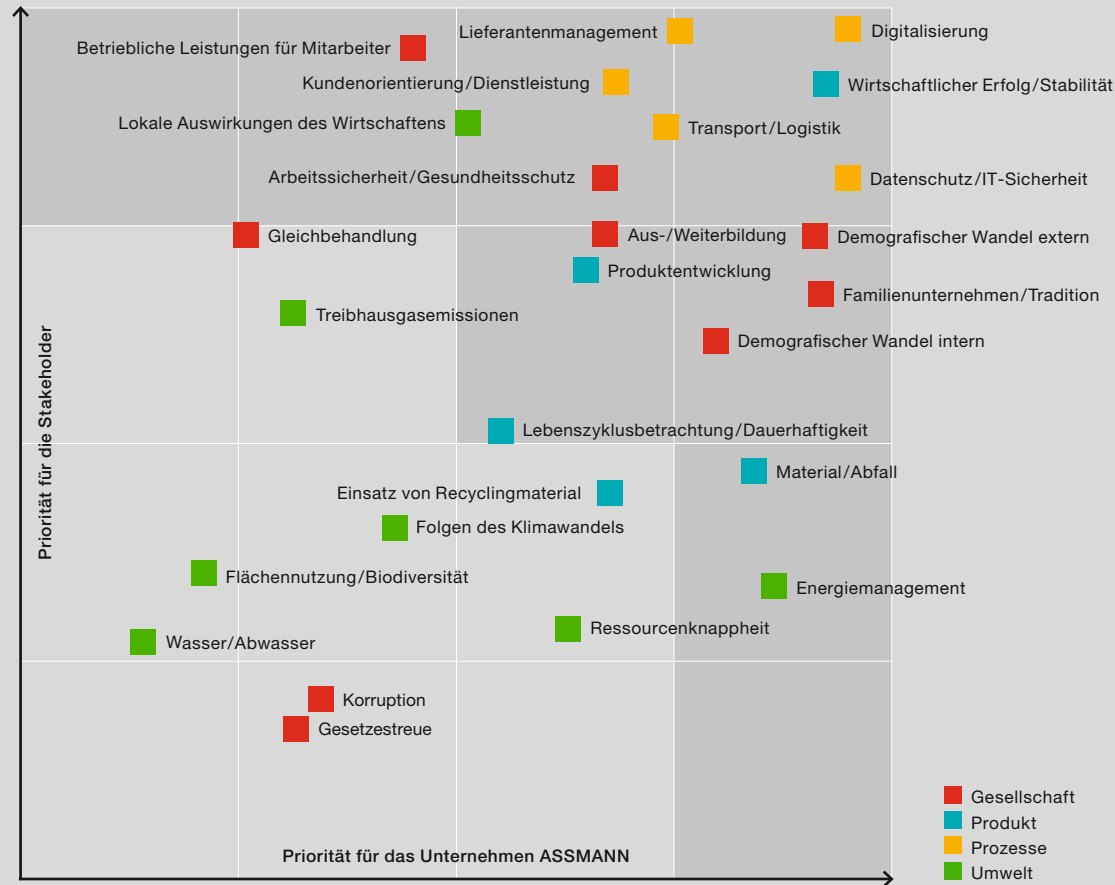 Lieferantenmanagement
Digitalisierung
Betriebliche Leistungen für Mitarbeiter
Kundenorientierung/Dienstleistung
Wirtschaftlicher Erfolg/Stabilität
Lokale Auswirkungen des Wirtschaftens
Transport/Logistik
Arbeitssicherheit/Gesundheitsschutz
Datenschutz/IT-Sicherheit
Gleichbehandlung
Aus-/Weiterbildung
Demografischer Wandel extern
Produktentwicklung
Familienunternehmen/Tradition
Treibhausgasemissionen
Demografischer Wandel intern
Priorität für die Stakeholder
Lebenszyklusbetrachtung/Dauerhaftigkeit
Material/Abfall
Einsatz von Recyclingmaterial
Folgen des Klimawandels
Flächennutzung/Biodiversität
Energiemanagement
Ressourcenknappheit
Wasser/Abwasser
Korruption
Gesetzestreue
Priorität für das Unternehmen ASSMANN
Gesellschaft
Produkt
Prozesse
Umwelt